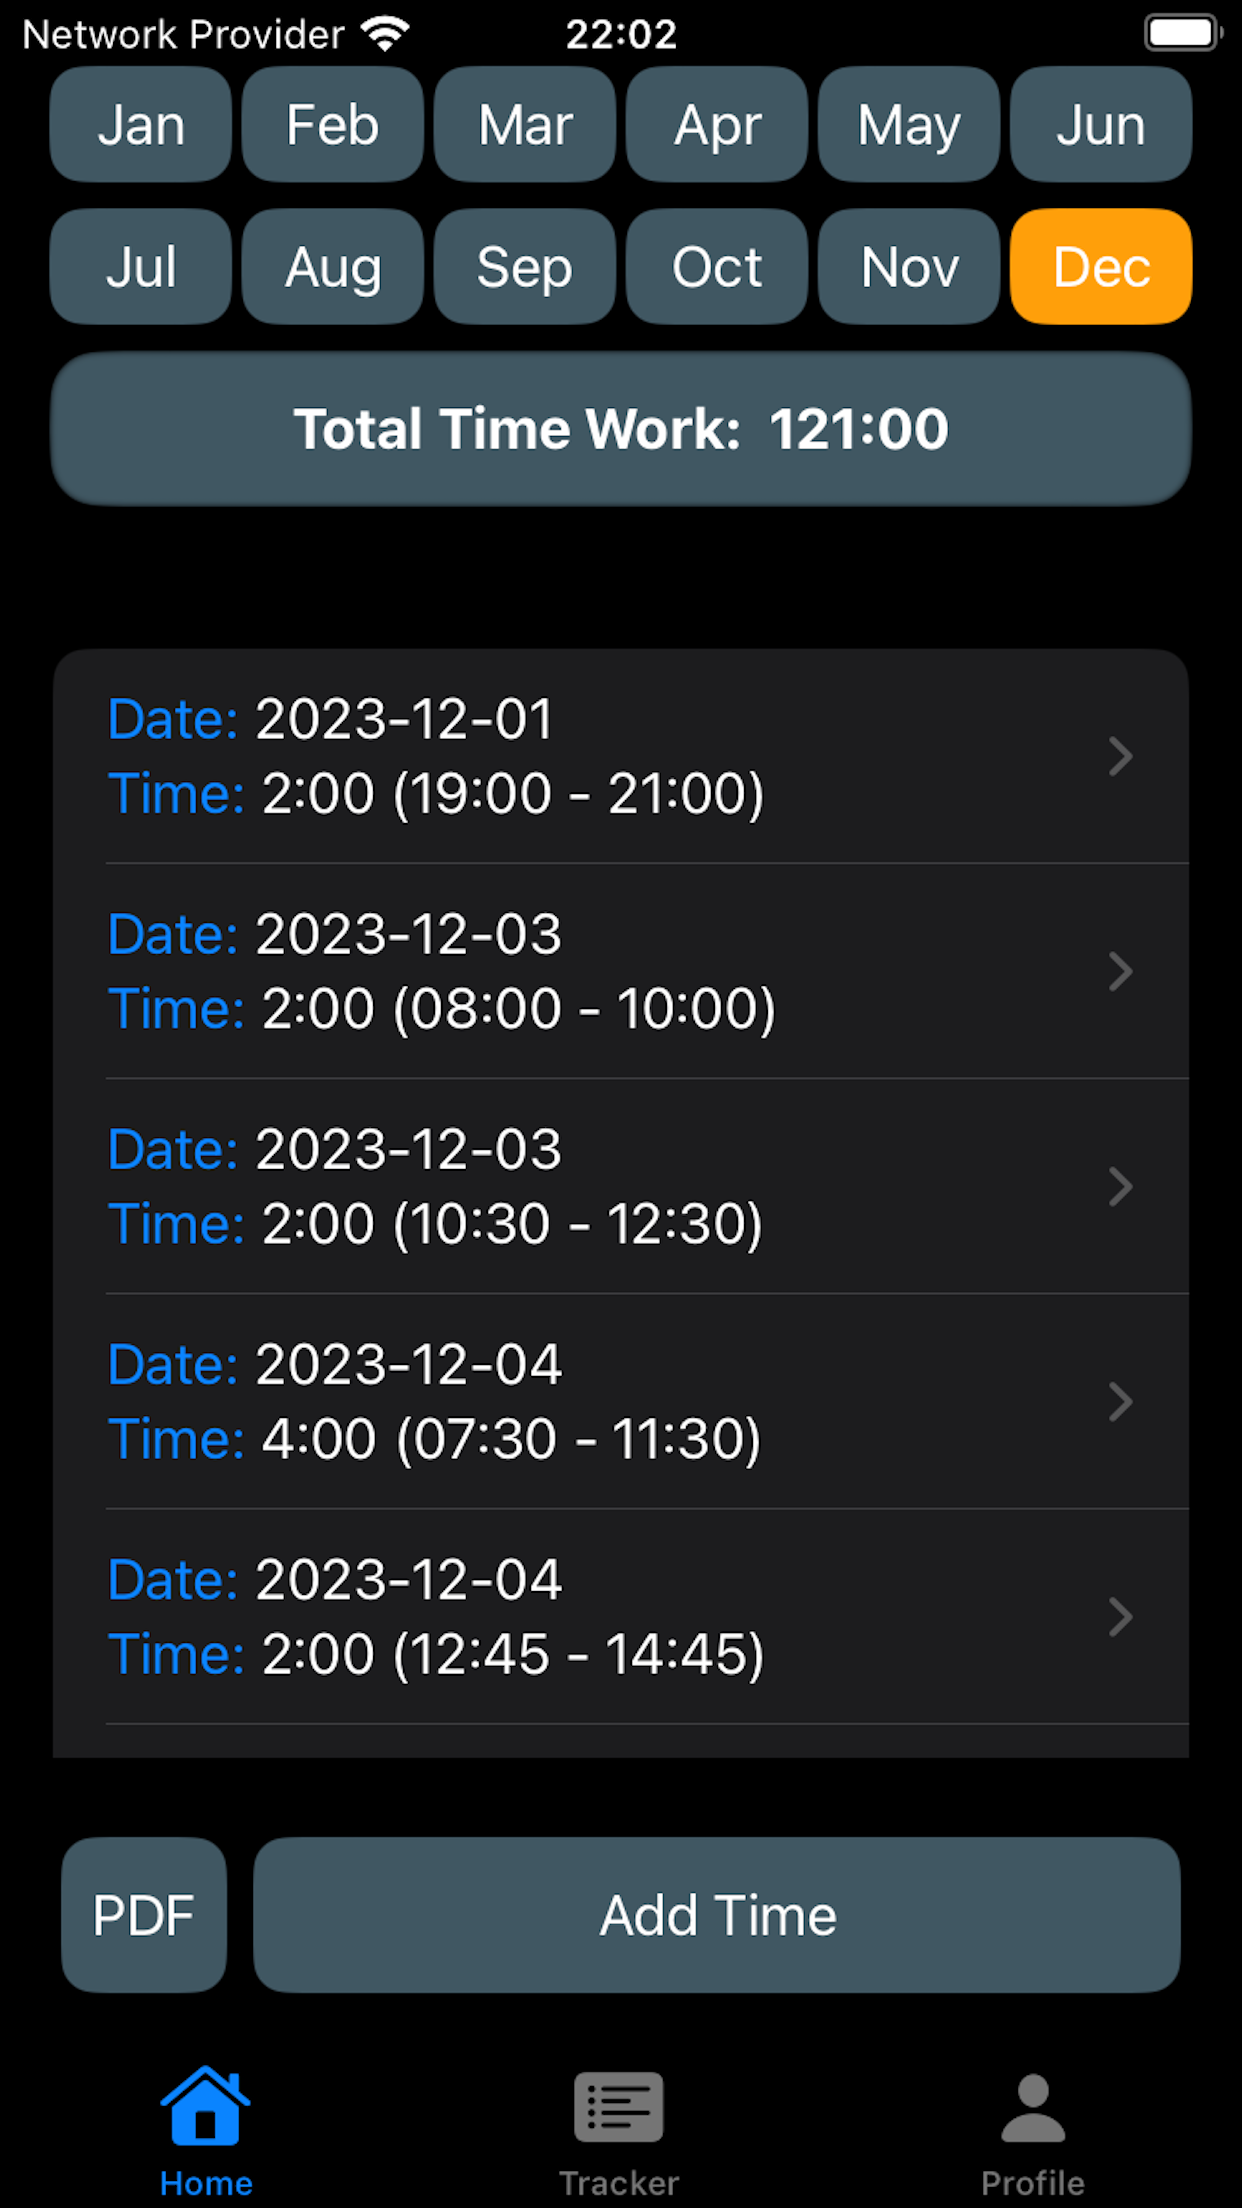 Network Provider 22:02
Jan Feb Mar Apr May Jun
Jul Aug Sep Oct Nov Dec
Total Time Work: 121:00
Date: 2023-12-01
Time: 2:00 (19:00 - 21:00)
Date: 2023-12-03
Time: 2:00 (08:00 - 10:00)
Date: 2023-12-03
Time: 2:00 (10:30 - 12:30)
Date: 2023-12-04
Time: 4:00 (07:30 - 11:30)
Date: 2023-12-04
Time: 2:00 (12:45 - 14:45)
PDF Add Time
Home Tracker Profile